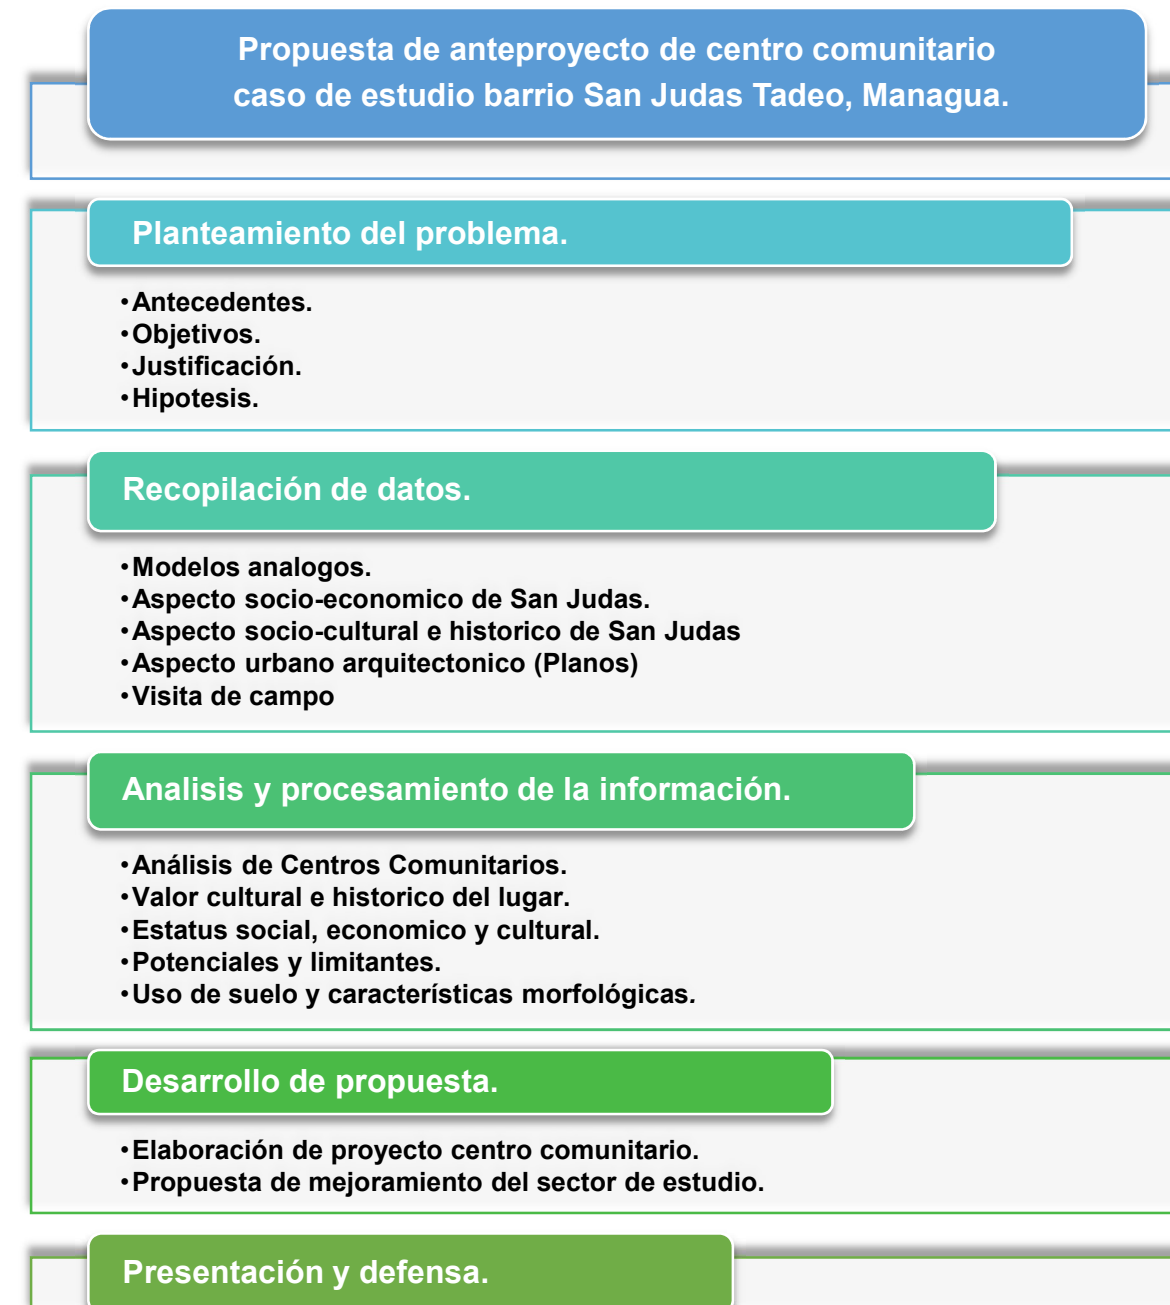 Propuesta de anteproyecto de centro comunitario
caso de estudio barrio San Judas Tadeo, Managua.
Planteamiento del problema.
•Antecedentes.
•Objetivos.
•Justificación.
•Hipotesis.
Recopilación de datos.
•Modelos analogos.
•Aspecto socio-economico de San Judas.
•Aspecto socio-cultural e historico de San Judas
•Aspecto urbano arquitectonico (Planos)
•Visita de campo
Analisis y procesamiento de la información.
•Análisis de Centros Comunitarios.
•Valor cultural e historico del lugar.
•Estatus social, economico y cultural.
•Potenciales y limitantes.
•Uso de suelo y características morfológicas.
Desarrollo de propuesta.
•Elaboración de proyecto centro comunitario.
•Propuesta de mejoramiento del sector de estudio.
Presentación y defensa.